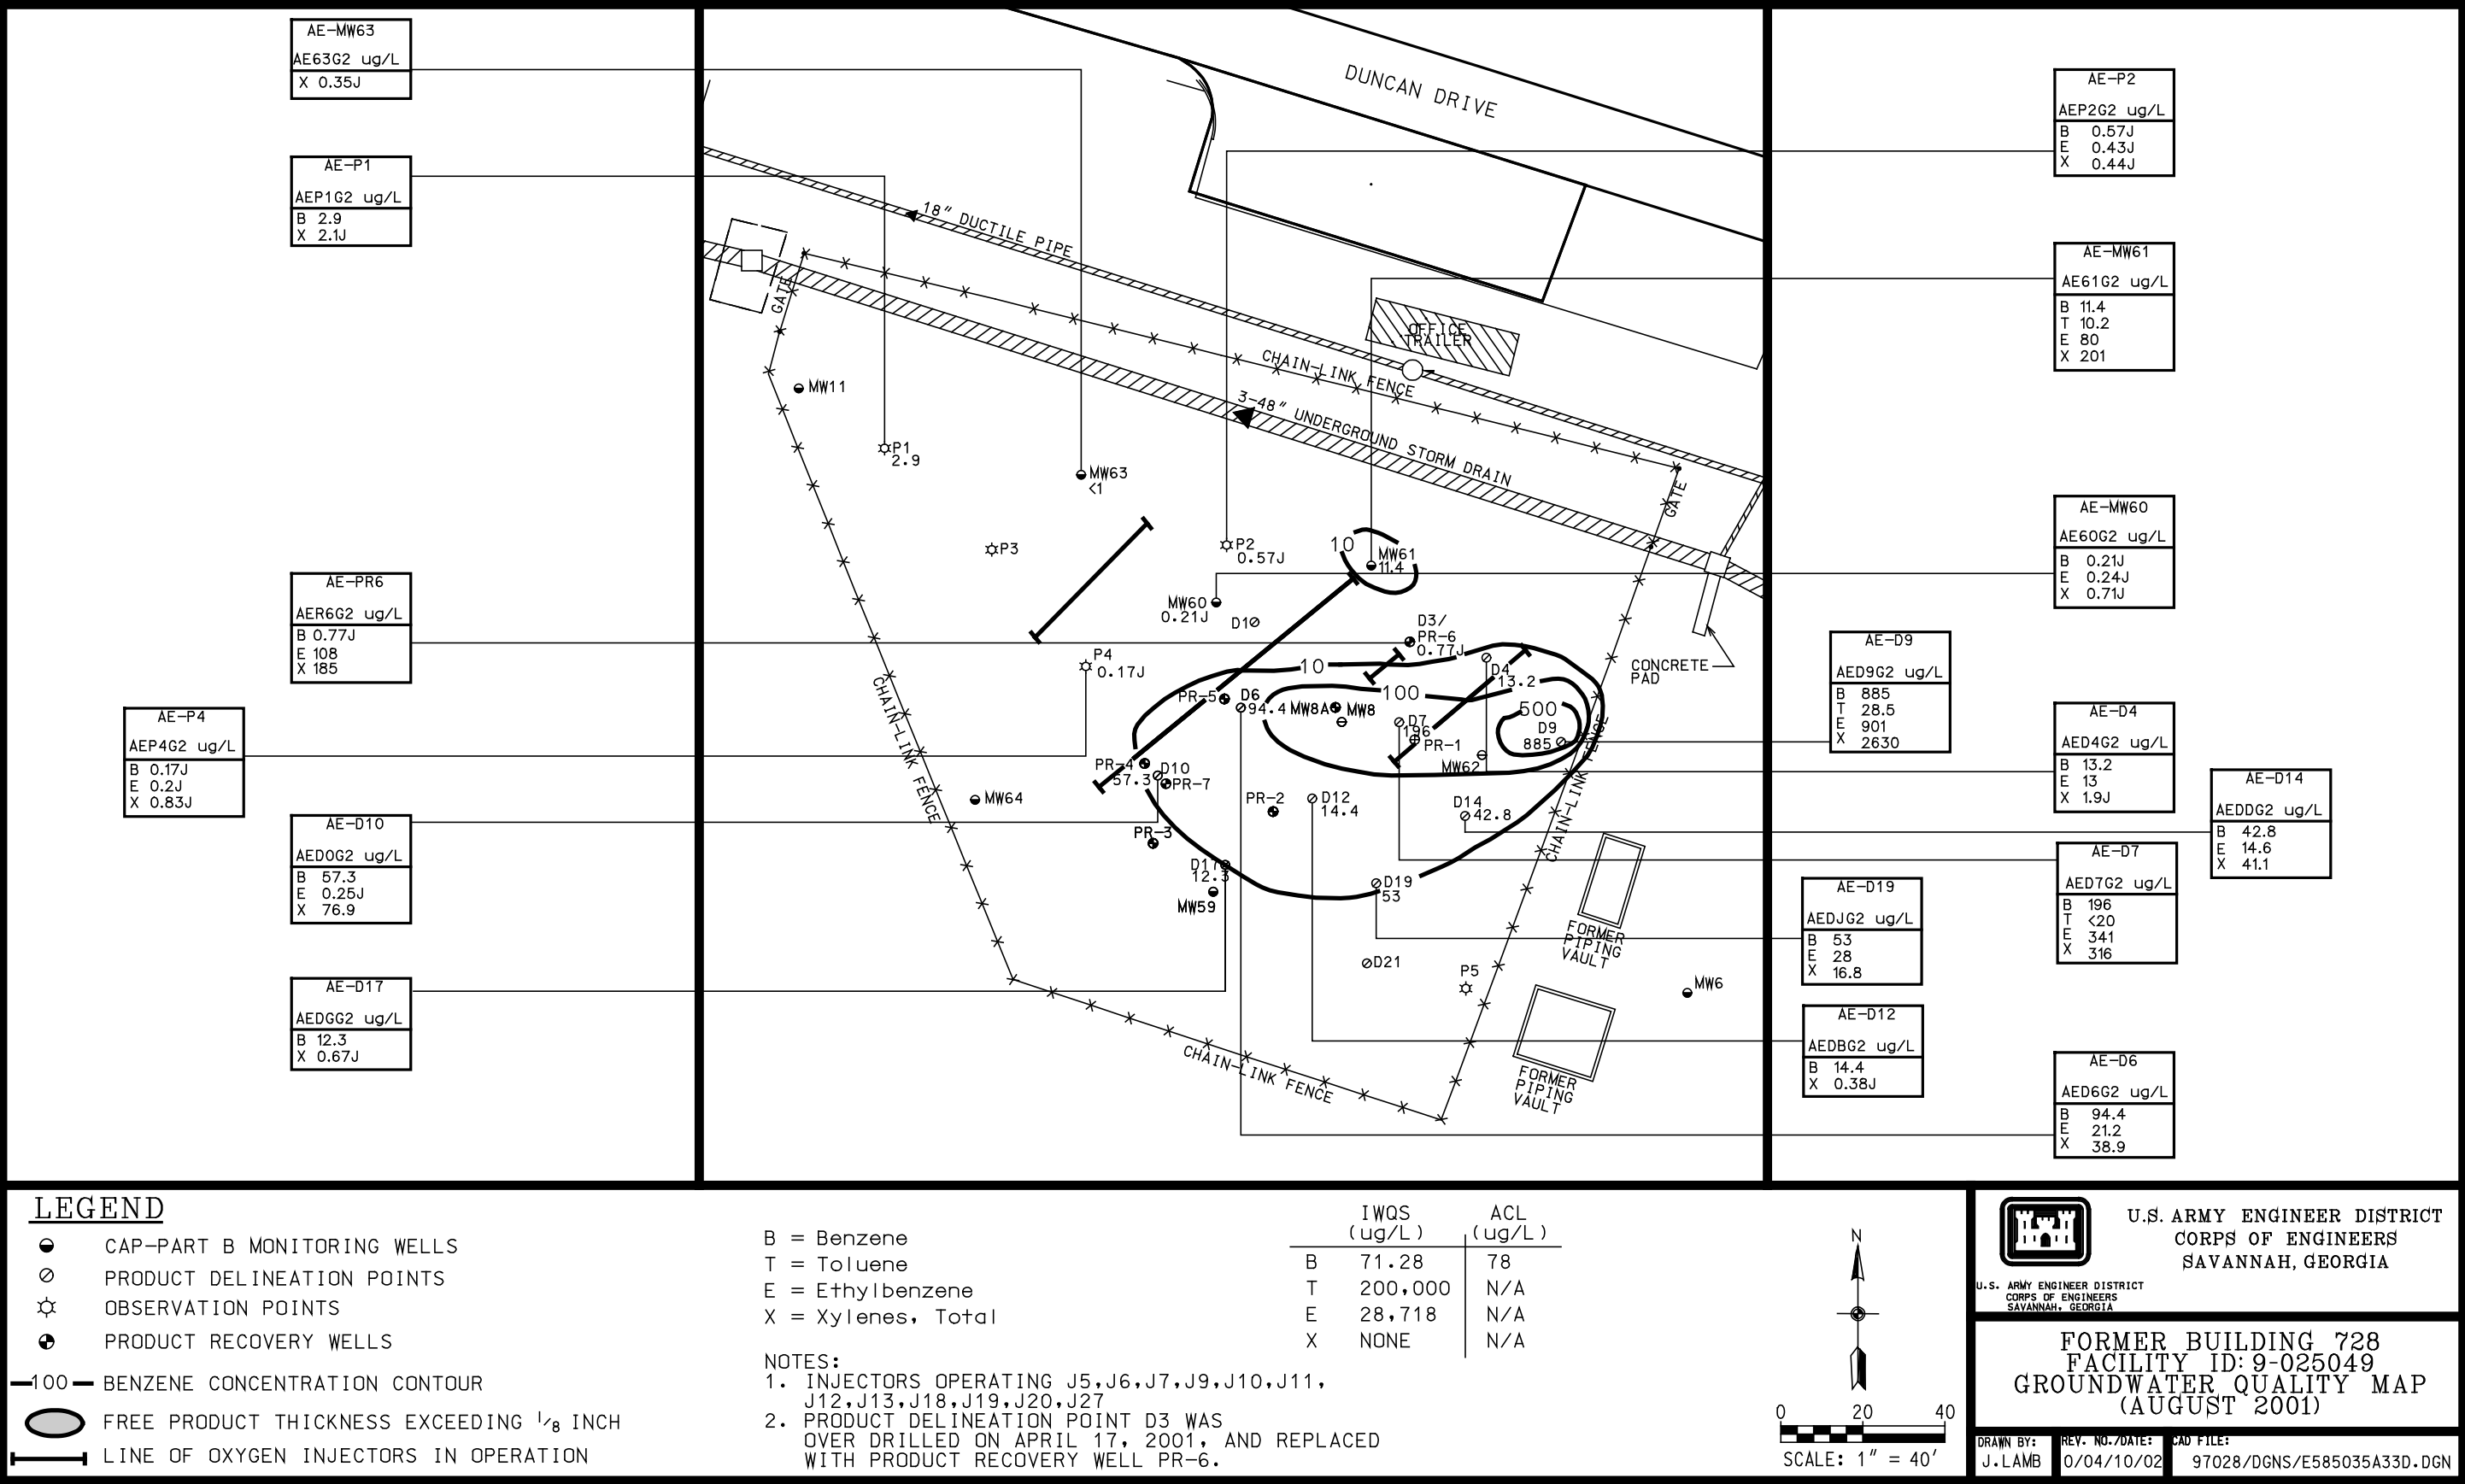 AE-MW63
AE63G2 ug/L
X 0.35J
AE-P1
AEP1G2 ug/L
B 2.9
X 2.1J
AE-PR6
AER6G2 ug/L
B 0.77J
E 108
X 185
AE-P4
AEP4G2 ug/L
B 0.17J
E 0.2J
X 0.83J
AE-D10
AED0G2 ug/L
B 57.3
E 0.25J
X 76.9
AE-D17
AEDGG2 ug/L
B 12.3
X 0.67J
DUNCAN DRIVE
18" DUCTILE PIPE
GATE
OFFICE
TRAILER
CHAIN-LINK FENCE
3-48" UNDERGROUND STORM DRAIN
GATE
MW11
P1
2.9
MW63
<1
P3
P2
0.57J
10
MW61
11.4
MW60
0.21J
D1
D3/
PR-6
0.77J
P4
0.17J
10
D4
13.2
CONCRETE
PAD
100
PR-5
D6
94.4
MW8A
MW8
D7
196
PR-1
500
D9
885
MW62
PR-4
57.3
D10
PR-7
CHAIN-LINK FENCE
MW64
PR-2
D12
14.4
D14
42.8
CHAIN-LINK FENCE
PR-3
D17
12.3
MW59
D19
53
FORMER
PIPING
VAULT
D21
P5
MW6
CHAIN-LINK FENCE
FORMER
PIPING
VAULT
AE-P2
AEP2G2 ug/L
B 0.57J
E 0.43J
X 0.44J
AE-MW61
AE61G2 ug/L
B 11.4
T 10.2
E 80
X 201
AE-MW60
AE60G2 ug/L
B 0.21J
E 0.24J
X 0.71J
AE-D9
AED9G2 ug/L
B 885
T 28.5
E 901
X 2630
AE-D4
AED4G2 ug/L
B 13.2
E 13
X 1.9J
AE-D14
AEDDG2 ug/L
B 42.8
E 14.6
X 41.1
AE-D7
AED7G2 ug/L
B 196
T <20
E 341
X 316
AE-D19
AEDJG2 ug/L
B 53
E 28
X 16.8
AE-D12
AEDBG2 ug/L
B 14.4
X 0.38J
AE-D6
AED6G2 ug/L
B 94.4
E 21.2
X 38.9
LEGEND
CAP-PART B MONITORING WELLS
PRODUCT DELINEATION POINTS
OBSERVATION POINTS
PRODUCT RECOVERY WELLS
100 BENZENE CONCENTRATION CONTOUR
FREE PRODUCT THICKNESS EXCEEDING 1/8 INCH
LINE OF OXYGEN INJECTORS IN OPERATION
B = Benzene
T = Toluene
E = Ethylbenzene
X = Xylenes, Total
IWQS ACL
(ug/L) (ug/L)
B 71.28 78
T 200,000 N/A
E 28,718 N/A
X NONE N/A
NOTES:
1. INJECTORS OPERATING J5,J6,J7,J9,J10,J11,
J12,J13,J18,J19,J20,J27
2. PRODUCT DELINEATION POINT D3 WAS
OVER DRILLED ON APRIL 17, 2001, AND REPLACED
WITH PRODUCT RECOVERY WELL PR-6.
N
0 20 40
SCALE: 1" = 40'
U.S. ARMY ENGINEER DISTRICT
CORPS OF ENGINEERS
SAVANNAH, GEORGIA
U.S. ARMY ENGINEER DISTRICT
CORPS OF ENGINEERS
SAVANNAH, GEORGIA
FORMER BUILDING 728
FACILITY ID: 9-025049
GROUNDWATER QUALITY MAP
(AUGUST 2001)
DRAWN BY:
J.LAMB
REV. NO./DATE:
0/04/10/02
CAD FILE:
97028/DGNS/E585035A33D.DGN